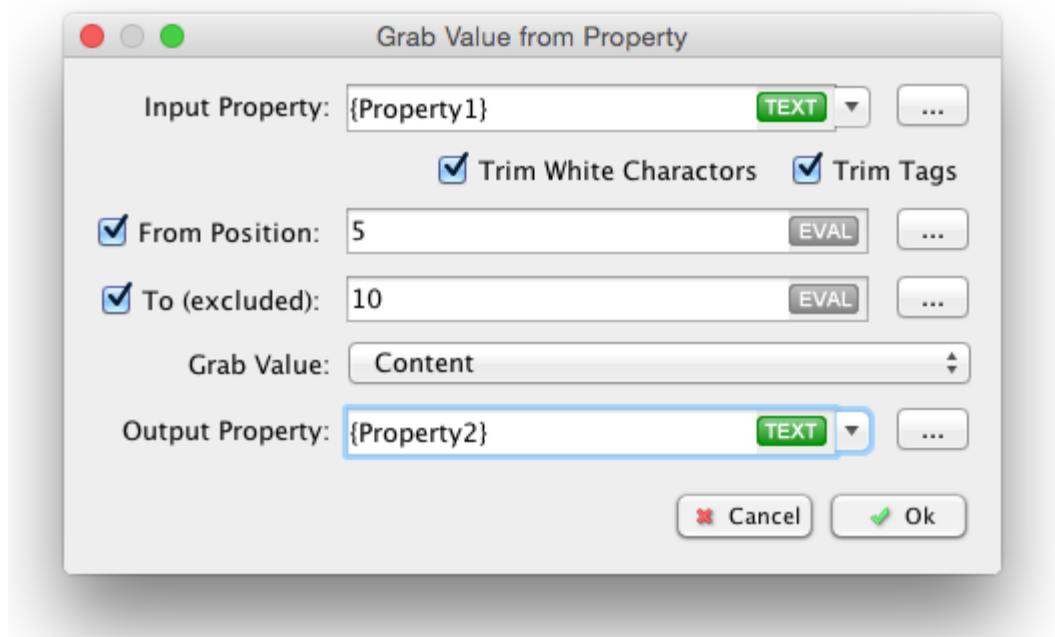 Grab Value from Property
Input Property: {Property1} TEXT ...
Trim White Charactors Trim Tags
From Position: 5 EVAL ...
To (excluded): 10 EVAL ...
Grab Value: Content
Output Property: {Property2} TEXT ...
Cancel Ok